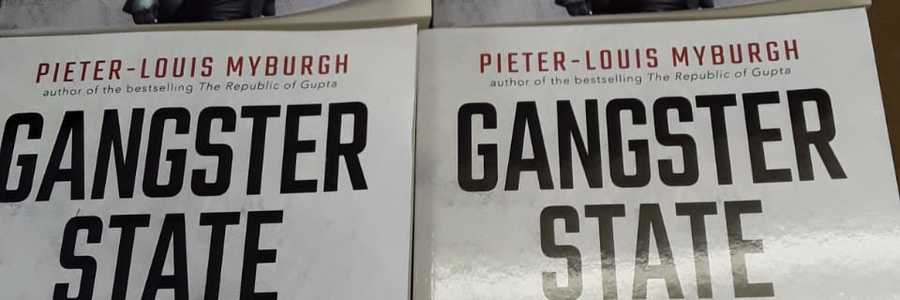 PIETER-LOUIS MYBURGH
author of the bestselling The Republic of Gupta
GANGSTER
STATE
PIETER-LOUIS MYBURGH
author of the bestselling The Republic of Gupta
GANGSTER
STATE